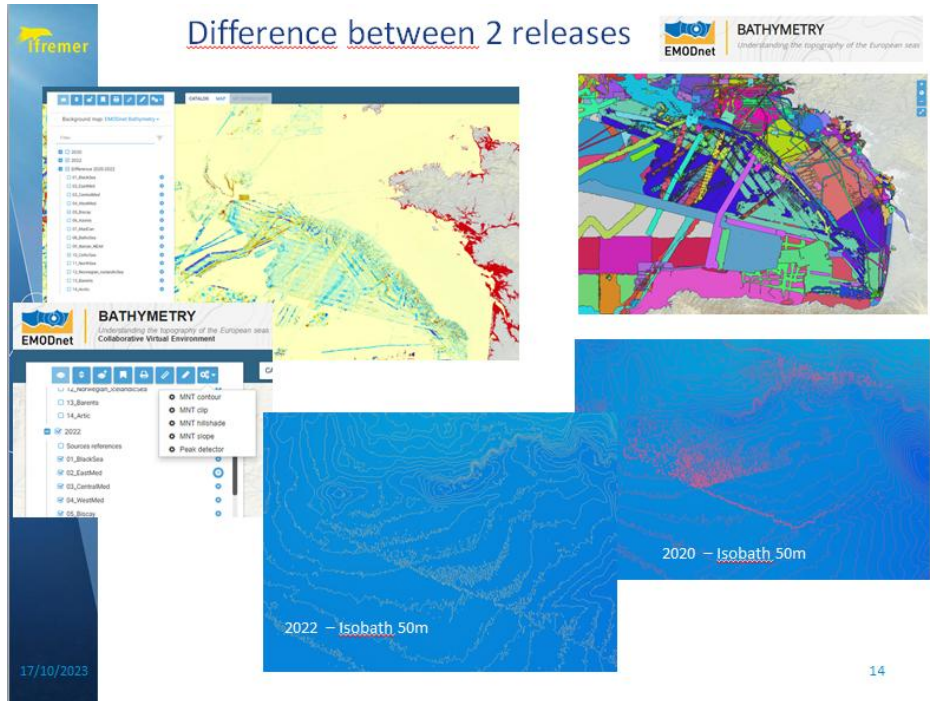 Ifremer
Difference between 2 releases
EMODnet
BATHYMETRY
Understanding the topography of the European seas
CATALOG MAP
Background map: EMODnet Bathymetry
Filter
2020
2022
Difference 2020-2022
01_BlackSea
02_EastMed
03_CentralMed
04_WestMed
05_Biscay
10_CelticSea
11_NorthSea
12_Norwegian_IcelandicSea
13_Barents
14_Artic
EMODnet
BATHYMETRY
Understanding the topography of the European seas
Collaborative Virtual Environment
12_Norwegian_IcelandicSea
13_Barents
14_Artic
2022
Sources references
01_BlackSea
02_EastMed
03_CentralMed
04_WestMed
05_Biscay
MNT contour
MNT clip
MNT hillshade
MNT slope
Peak detector
2020 – Isobath 50m
2022 – Isobath 50m
17/10/2023
14